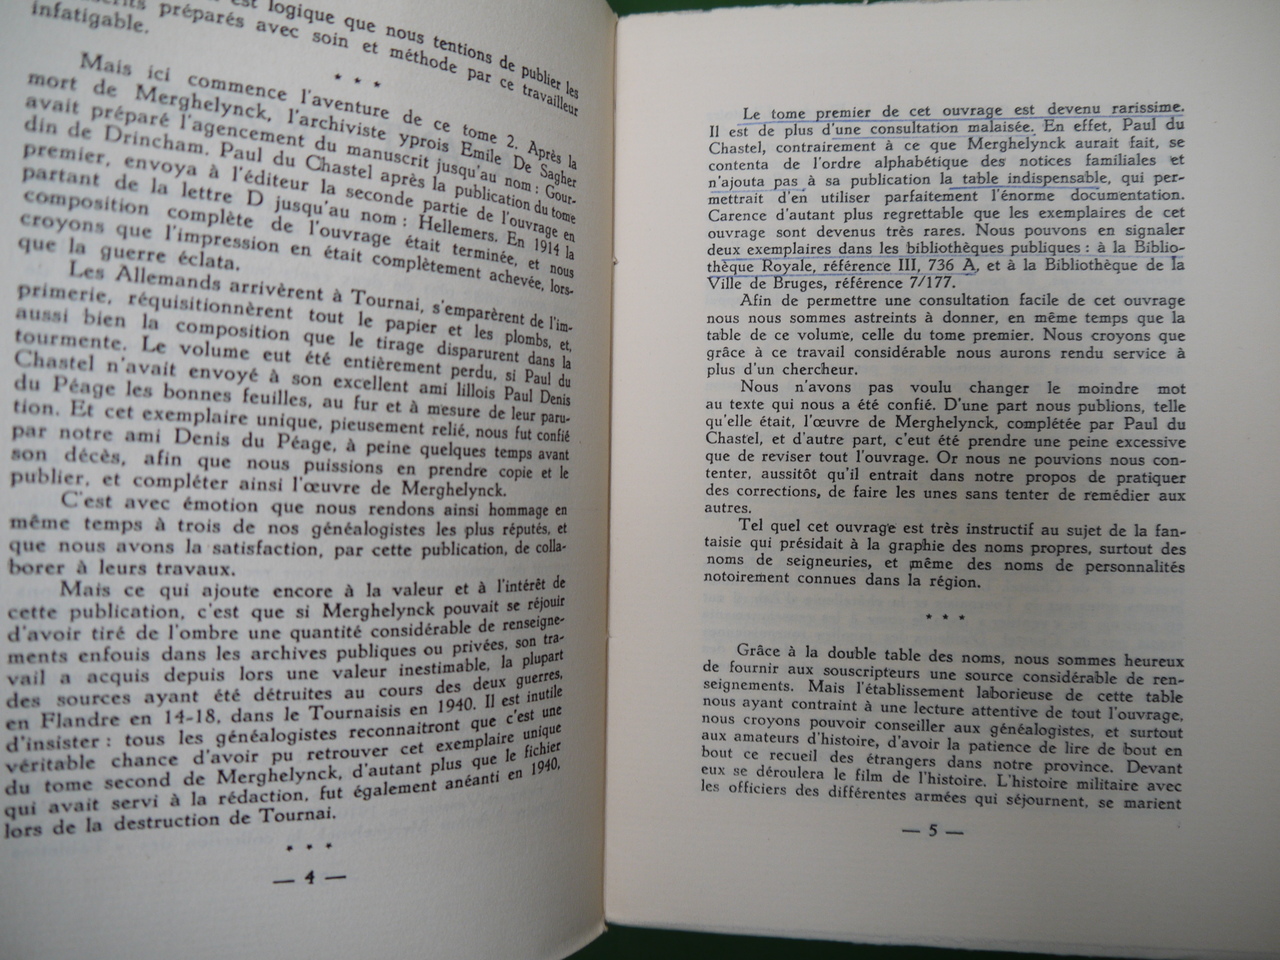 est logique que nous tentions de publier les
préparés avec soin et méthode par ce travailleur
infatigable.
* * *
Mais ici commence l'aventure de ce tome 2. Après la
mort de Merghelynck, l'archiviste yprois Emile De Sagher
avait préparé l'agencement du manuscrit jusqu'au nom : Gour-
din de Drincham. Paul du Chastel après la publication du tome
premier, envoya à l'éditeur la seconde partie de l'ouvrage en
partant de la lettre D jusqu'au nom : Hellemers. En 1914 la
composition complète de l'ouvrage était terminée, et nous
croyons que l'impression en était complètement achevée, lors-
que la guerre éclata.
Les Allemands arrivèrent à Tournai, s'emparèrent de l'im-
primerie, réquisitionnèrent tout le papier et les plombs, et,
aussi bien la composition que le tirage disparurent dans la
tourmente. Le volume eut été entièrement perdu, si Paul du
Chastel n'avait envoyé à son excellent ami lillois Paul Denis
du Péage les bonnes feuilles, au fur et à mesure de leur paru-
tion. Et cet exemplaire unique, pieusement relié, nous fut confié
par notre ami Denis du Péage, à peine quelques temps avant
son décès, afin que nous puissions en prendre copie et le
publier, et compléter ainsi l'œuvre de Merghelynck.
C'est avec émotion que nous rendons ainsi hommage en
même temps à trois de nos généalogistes les plus réputés, et
que nous avons la satisfaction, par cette publication, de colla-
borer à leurs travaux.
Mais ce qui ajoute encore à la valeur et à l'intérêt de
cette publication, c'est que si Merghelynck pouvait se réjouir
d'avoir tiré de l'ombre une quantité considérable de renseigne-
ments enfouis dans les archives publiques ou privées, son tra-
vail a acquis depuis lors une valeur inestimable, la plupart
des sources ayant été détruites au cours des deux guerres,
en Flandre en 14-18, dans le Tournaisis en 1940. Il est inutile
d'insister : tous les généalogistes reconnaitront que c'est une
véritable chance d'avoir pu retrouver cet exemplaire unique
du tome second de Merghelynck, d'autant plus que le fichier
qui avait servi à la rédaction, fut également anéanti en 1940,
lors de la destruction de Tournai.
* * *
— 4 —
Le tome premier de cet ouvrage est devenu rarissime.
Il est de plus d'une consultation malaisée. En effet, Paul du
Chastel, contrairement à ce que Merghelynck aurait fait, se
contenta de l'ordre alphabétique des notices familiales et
n'ajouta pas à sa publication la table indispensable, qui per-
mettrait d'en utiliser parfaitement l'énorme documentation.
Carence d'autant plus regrettable que les exemplaires de cet
ouvrage sont devenus très rares. Nous pouvons en signaler
deux exemplaires dans les bibliothèques publiques : à la Biblio-
thèque Royale, référence III, 736 A, et à la Bibliothèque de la
Ville de Bruges, référence 7/177.
Afin de permettre une consultation facile de cet ouvrage
nous nous sommes astreints à donner, en même temps que la
table de ce volume, celle du tome premier. Nous croyons que
grâce à ce travail considérable nous aurons rendu service à
plus d'un chercheur.
Nous n'avons pas voulu changer le moindre mot
au texte qui nous a été confié. D'une part nous publions, telle
qu'elle était, l'œuvre de Merghelynck, complétée par Paul du
Chastel, et d'autre part, c'eut été prendre une peine excessive
que de reviser tout l'ouvrage. Or nous ne pouvions nous con-
tenter, aussitôt qu'il entrait dans notre propos de pratiquer
des corrections, de faire les unes sans tenter de remédier aux
autres.
Tel quel cet ouvrage est très instructif au sujet de la fan-
taisie qui présidait à la graphie des noms propres, surtout des
noms de seigneuries, et même des noms de personnalités
notoirement connues dans la région.
* * *
Grâce à la double table des noms, nous sommes heureux
de fournir aux souscripteurs une source considérable de ren-
seignements. Mais l'établissement laborieuse de cette table
nous ayant contraint à une lecture attentive de tout l'ouvrage,
nous croyons pouvoir conseiller aux généalogistes, et surtout
aux amateurs d'histoire, d'avoir la patience de lire de bout en
bout ce recueil des étrangers dans notre province. Devant
eux se déroulera le film de l'histoire. L'histoire militaire avec
les officiers des différentes armées qui séjournent, se marient
— 5 —